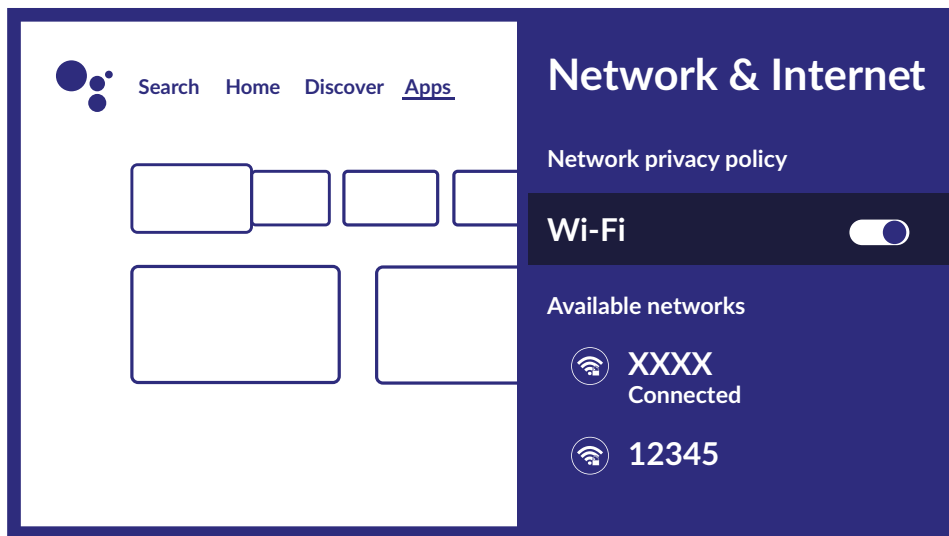 Search Home Discover Apps
Network & Internet
Network privacy policy
Wi-Fi
Available networks
XXXX
Connected
12345